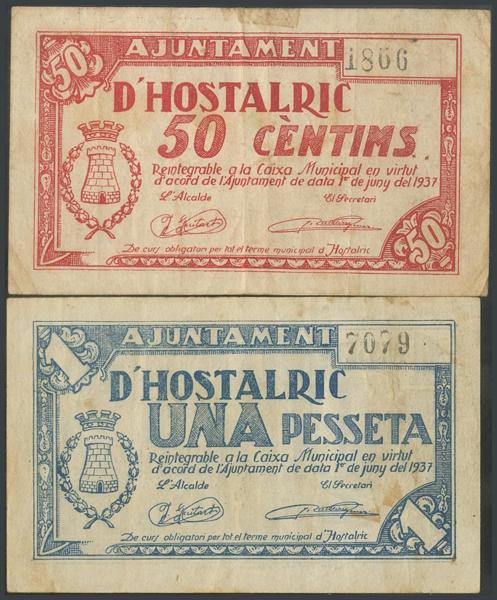 50
AJUNTAMENT
1866
D'HOSTALRIC
50 CÈNTIMS.
Reintegrable a la Caixa Municipal en virtut
d'acord de l'Ajuntament de data 1er de juny del 1937
L'Alcalde El Secretari
De curs obligatori per tot el terme municipal d'Hostalric
50
1
AJUNTAMENT
7079
D'HOSTALRIC
UNA PESSETA
Reintegrable a la Caixa Municipal en virtut
d'acord de l'Ajuntament de data 1er de juny del 1937
L'Alcalde El Secretari
De curs obligatori per tot el terme municipal d'Hostalric
1